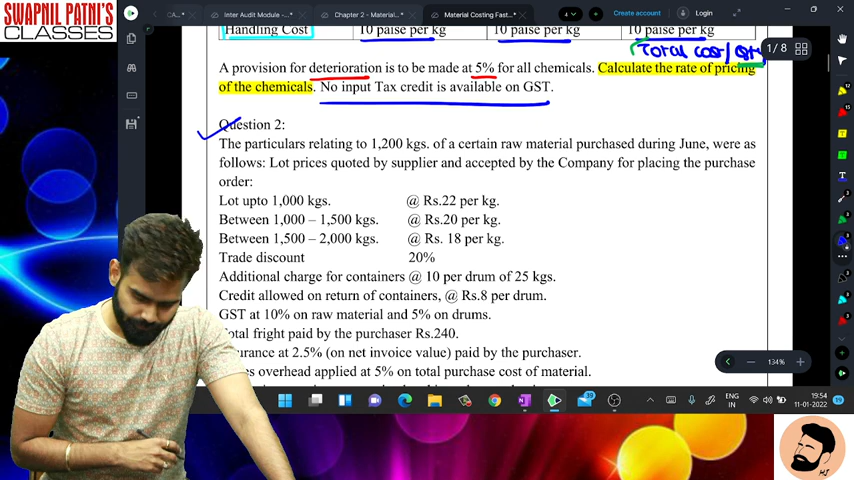 SWAPNIL PATNI'S
CLASSES
CA...
Inter Audit Module -...
Chapter 2 - Material...
Material Costing Fast...
Create account
Login
Handling Cost 10 paise per kg 10 paise per kg 10 paise per kg
Total cost/Qty
1/8
A provision for deterioration is to be made at 5% for all chemicals. Calculate the rate of pricing
of the chemicals. No input Tax credit is available on GST.
Question 2:
The particulars relating to 1,200 kgs. of a certain raw material purchased during June, were as
follows: Lot prices quoted by supplier and accepted by the Company for placing the purchase
order:
Lot upto 1,000 kgs. @ Rs.22 per kg.
Between 1,000 – 1,500 kgs. @ Rs.20 per kg.
Between 1,500 – 2,000 kgs. @ Rs. 18 per kg.
Trade discount 20%
Additional charge for containers @ 10 per drum of 25 kgs.
Credit allowed on return of containers, @ Rs.8 per drum.
GST at 10% on raw material and 5% on drums.
Total fright paid by the purchaser Rs.240.
urance at 2.5% (on net invoice value) paid by the purchaser.
s overhead applied at 5% on total purchase cost of material.
134%
ENG
IN
19:54
11-01-2022